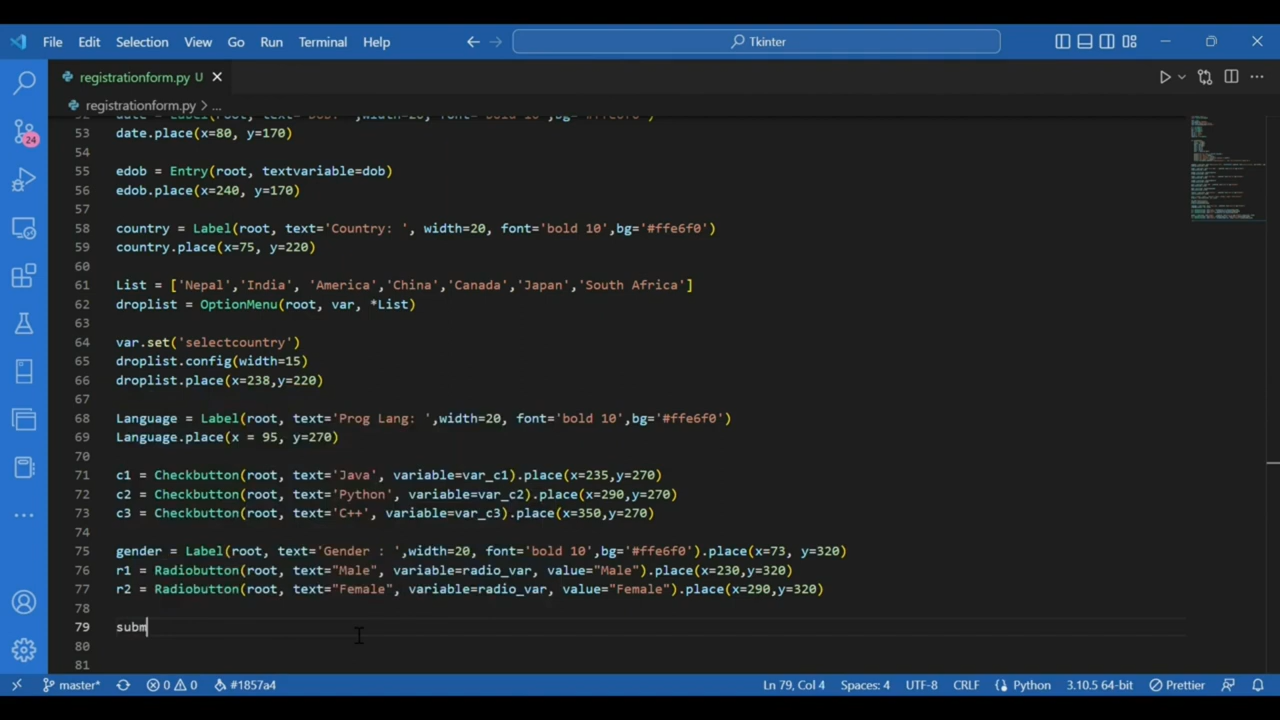 File Edit Selection View Go Run Terminal Help Tkinter
registrationform.py U
registrationform.py > ...
53 date.place(x=80, y=170)
54
55 edob = Entry(root, textvariable=dob)
56 edob.place(x=240, y=170)
57
58 country = Label(root, text='Country: ', width=20, font='bold 10',bg='#ffe6f0')
59 country.place(x=75, y=220)
60
61 List = ['Nepal','India', 'America','China','Canada','Japan','South Africa']
62 droplist = OptionMenu(root, var, *List)
63
64 var.set('selectcountry')
65 droplist.config(width=15)
66 droplist.place(x=238,y=220)
67
68 Language = Label(root, text='Prog Lang: ',width=20, font='bold 10',bg='#ffe6f0')
69 Language.place(x = 95, y=270)
70
71 c1 = Checkbutton(root, text='Java', variable=var_c1).place(x=235,y=270)
72 c2 = Checkbutton(root, text='Python', variable=var_c2).place(x=290,y=270)
73 c3 = Checkbutton(root, text='C++', variable=var_c3).place(x=350,y=270)
74
75 gender = Label(root, text='Gender : ',width=20, font='bold 10',bg='#ffe6f0').place(x=73, y=320)
76 r1 = Radiobutton(root, text="Male", variable=radio_var, value="Male").place(x=230,y=320)
77 r2 = Radiobutton(root, text="Female", variable=radio_var, value="Female").place(x=290,y=320)
78
79 subm
80
81
24
master* 0 0 #1857a4 Ln 79, Col 4 Spaces: 4 UTF-8 CRLF Python 3.10.5 64-bit Prettier